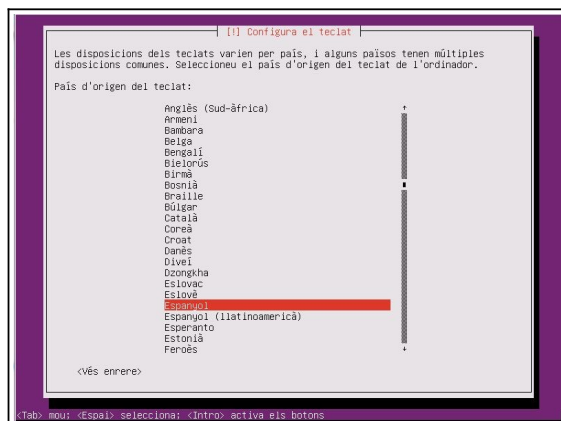 [!] Configura el teclat
Les disposicions dels teclats varien per país, i alguns països tenen múltiples
disposicions comunes. Seleccioneu el país d'origen del teclat de l'ordinador.
País d'origen del teclat:
Anglès (Sud-àfrica)
Armeni
Bambara
Belga
Bengalí
Bielorús
Birmà
Bosnià
Braille
Búlgar
Català
Coreà
Croat
Danès
Diveí
Dzongkha
Eslovac
Eslovè
Espanyol
Espanyol (llatinoamericà)
Esperanto
Estonià
Feroès
<Vés enrere>
<Tab> mou; <Espai> selecciona; <Intro> activa els botons